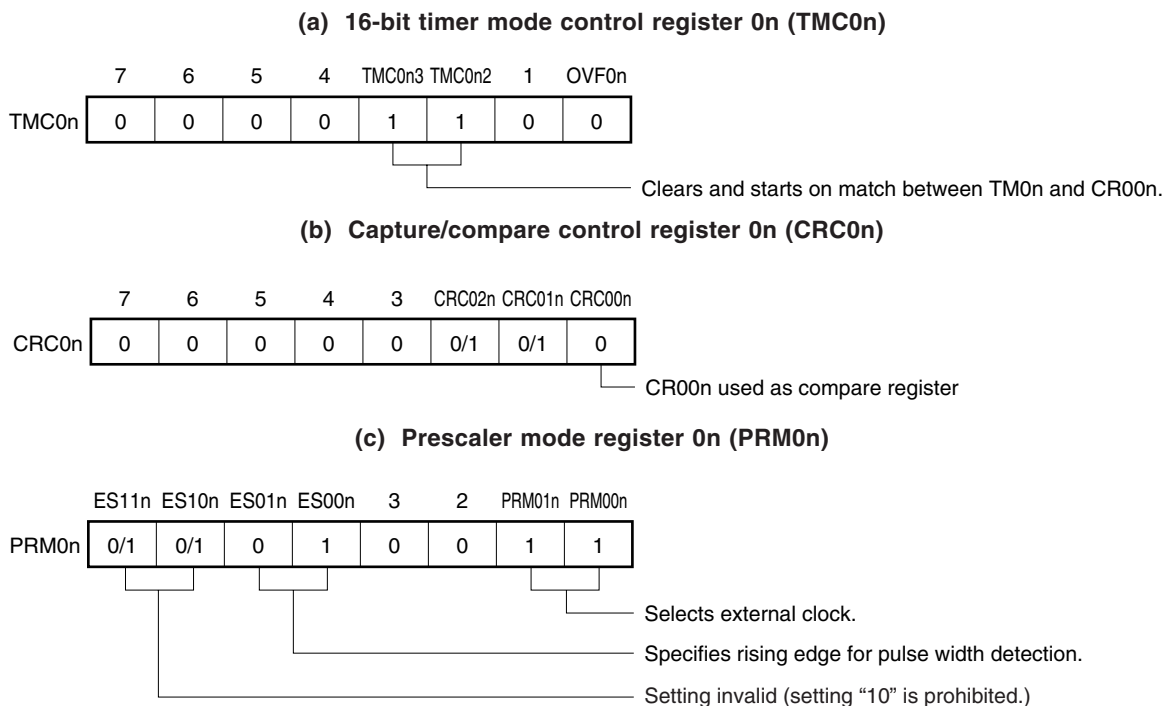 (a) 16-bit timer mode control register 0n (TMC0n)
7 6 5 4 TMC0n3 TMC0n2 1 OVF0n
TMC0n 0 0 0 0 1 1 0 0
Clears and starts on match between TM0n and CR00n.
(b) Capture/compare control register 0n (CRC0n)
7 6 5 4 3 CRC02n CRC01n CRC00n
CRC0n 0 0 0 0 0 0/1 0/1 0
CR00n used as compare register
(c) Prescaler mode register 0n (PRM0n)
ES11n ES10n ES01n ES00n 3 2 PRM01n PRM00n
PRM0n 0/1 0/1 0 1 0 0 1 1
Selects external clock.
Specifies rising edge for pulse width detection.
Setting invalid (setting “10” is prohibited.)